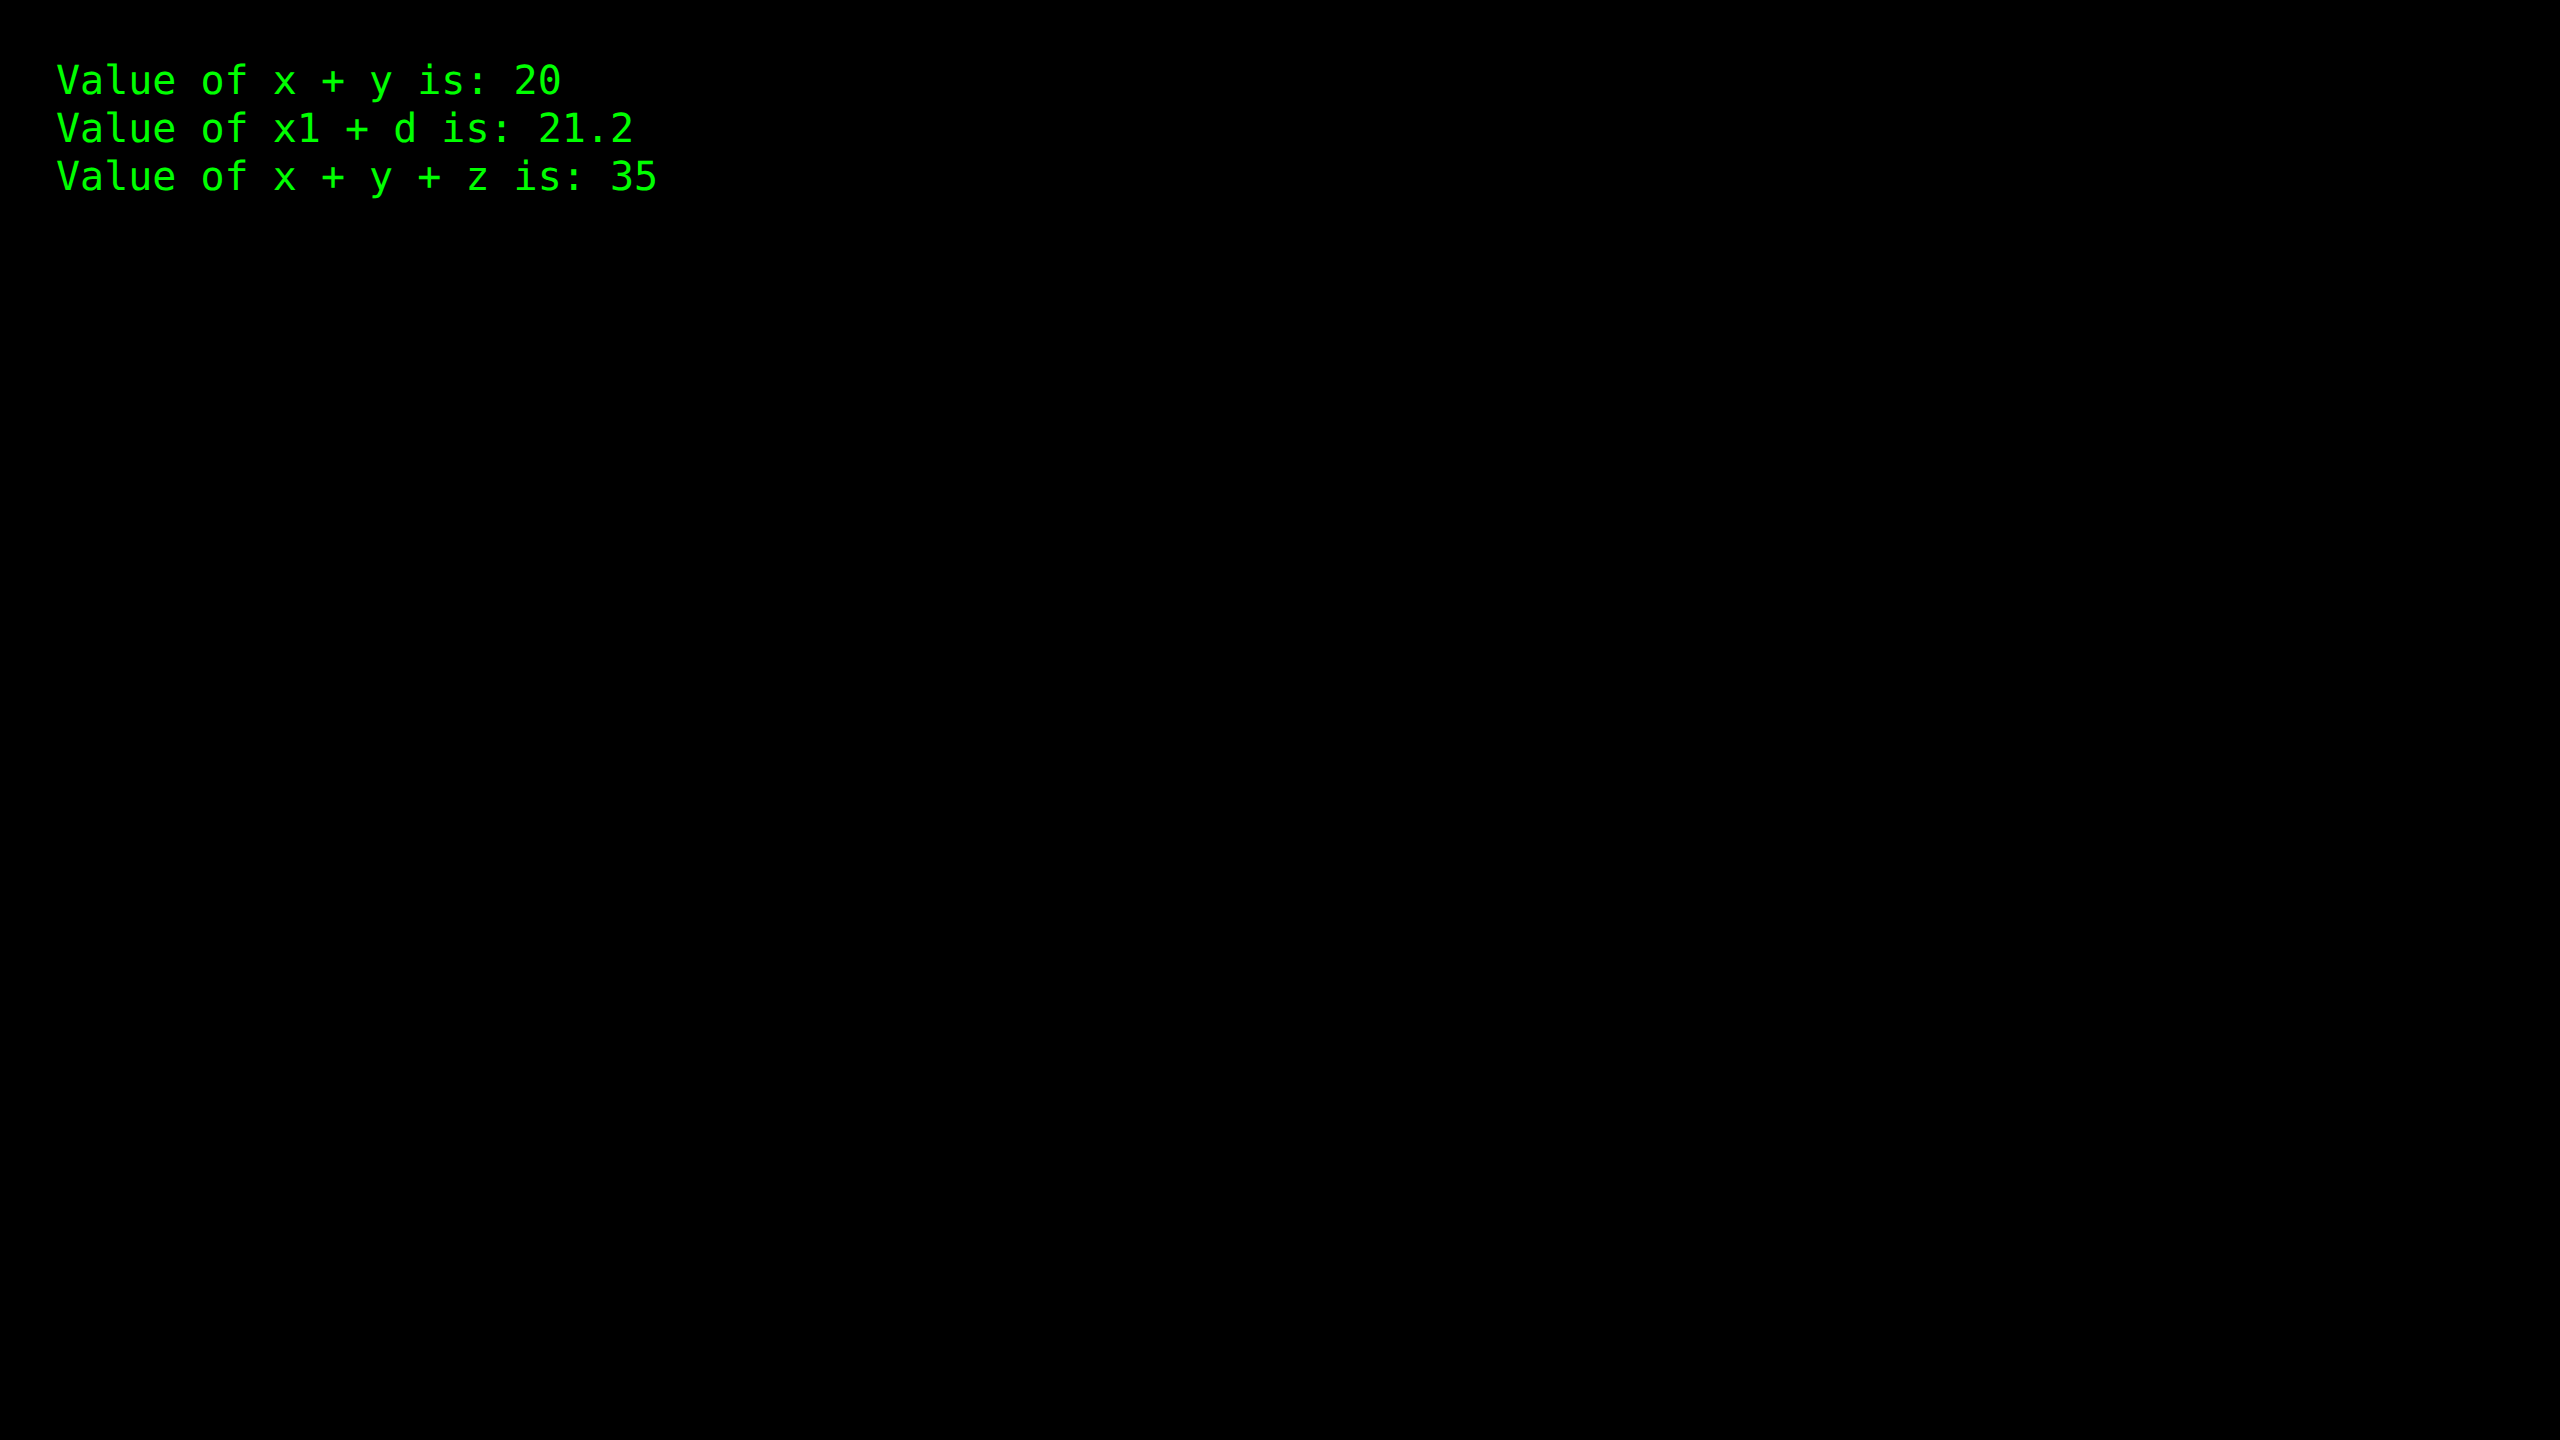 Value of x + y is: 20
Value of x1 + d is: 21.2
Value of x + y + z is: 35